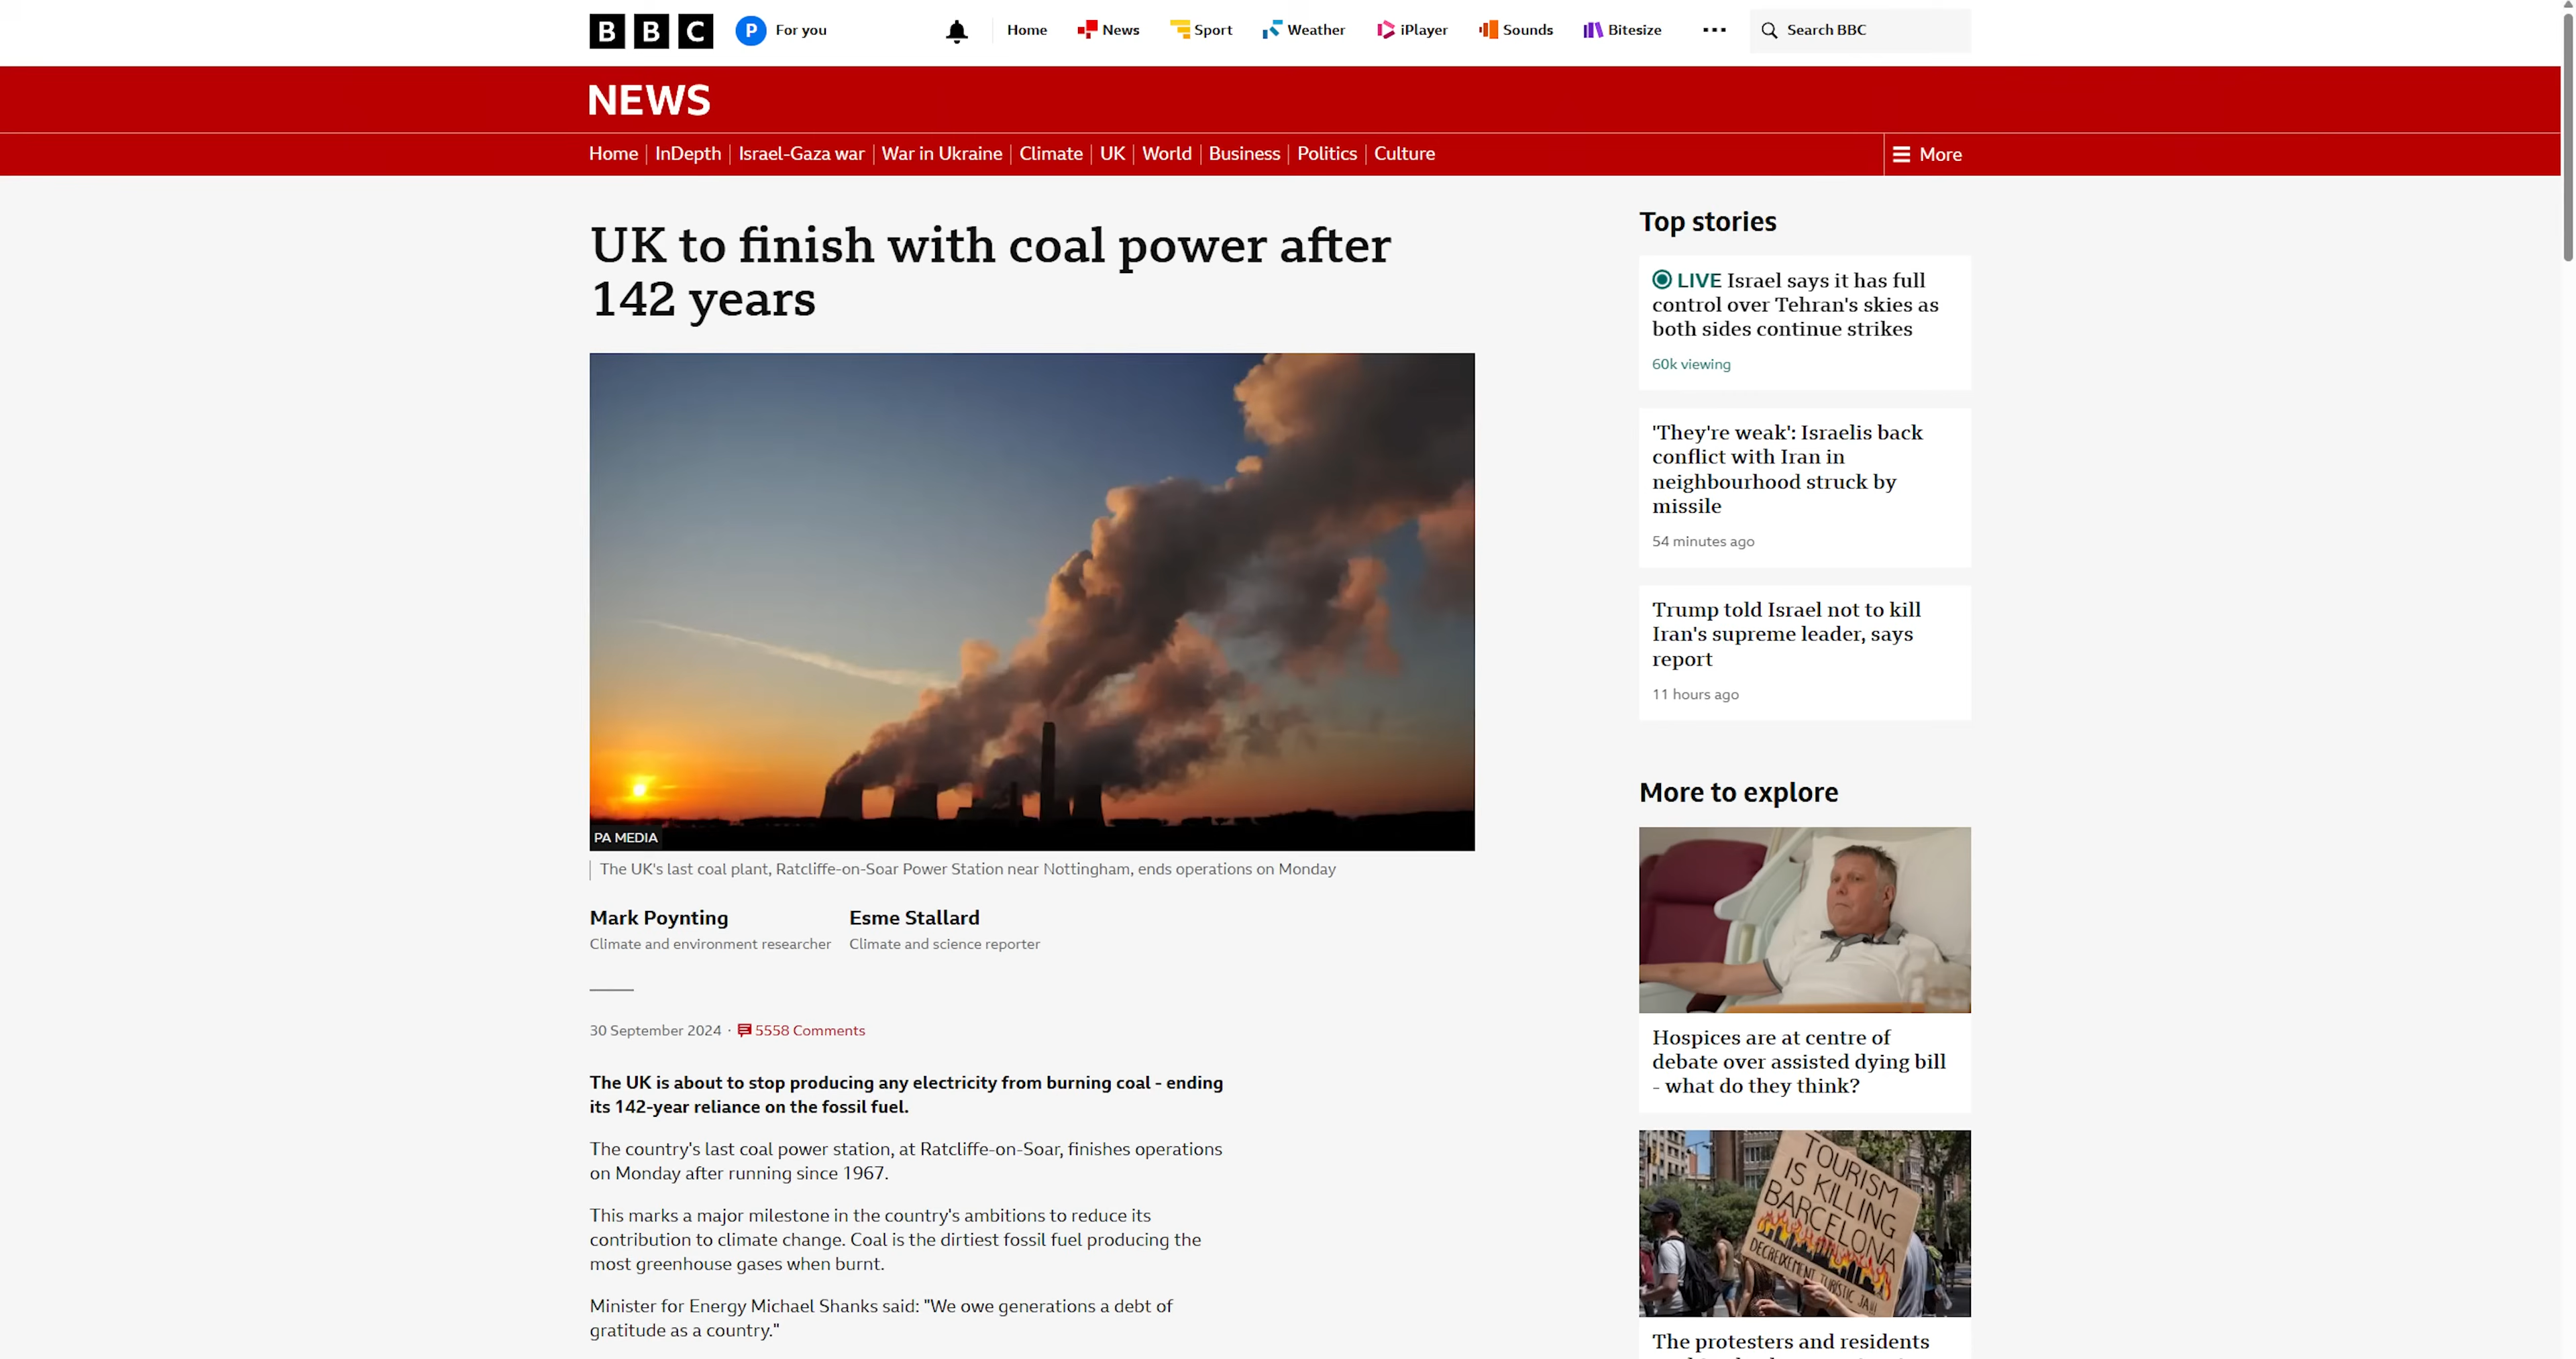 BBC
P For you
Home
News
Sport
Weather
iPlayer
Sounds
Bitesize
Search BBC
NEWS
Home
InDepth
Israel-Gaza war
War in Ukraine
Climate
UK
World
Business
Politics
Culture
More
UK to finish with coal power after
142 years
PA MEDIA
The UK's last coal plant, Ratcliffe-on-Soar Power Station near Nottingham, ends operations on Monday
Mark Poynting
Climate and environment researcher
Esme Stallard
Climate and science reporter
30 September 2024 · 5558 Comments
The UK is about to stop producing any electricity from burning coal - ending
its 142-year reliance on the fossil fuel.
The country's last coal power station, at Ratcliffe-on-Soar, finishes operations
on Monday after running since 1967.
This marks a major milestone in the country's ambitions to reduce its
contribution to climate change. Coal is the dirtiest fossil fuel producing the
most greenhouse gases when burnt.
Minister for Energy Michael Shanks said: "We owe generations a debt of
gratitude as a country."
Top stories
LIVE Israel says it has full
control over Tehran's skies as
both sides continue strikes
60k viewing
'They're weak': Israelis back
conflict with Iran in
neighbourhood struck by
missile
54 minutes ago
Trump told Israel not to kill
Iran's supreme leader, says
report
11 hours ago
More to explore
Hospices are at centre of
debate over assisted dying bill
- what do they think?
TOURISM
IS KILLING
BARCELONA
DECREIXEMENT TURÍSTIC JA!
The protesters and residents